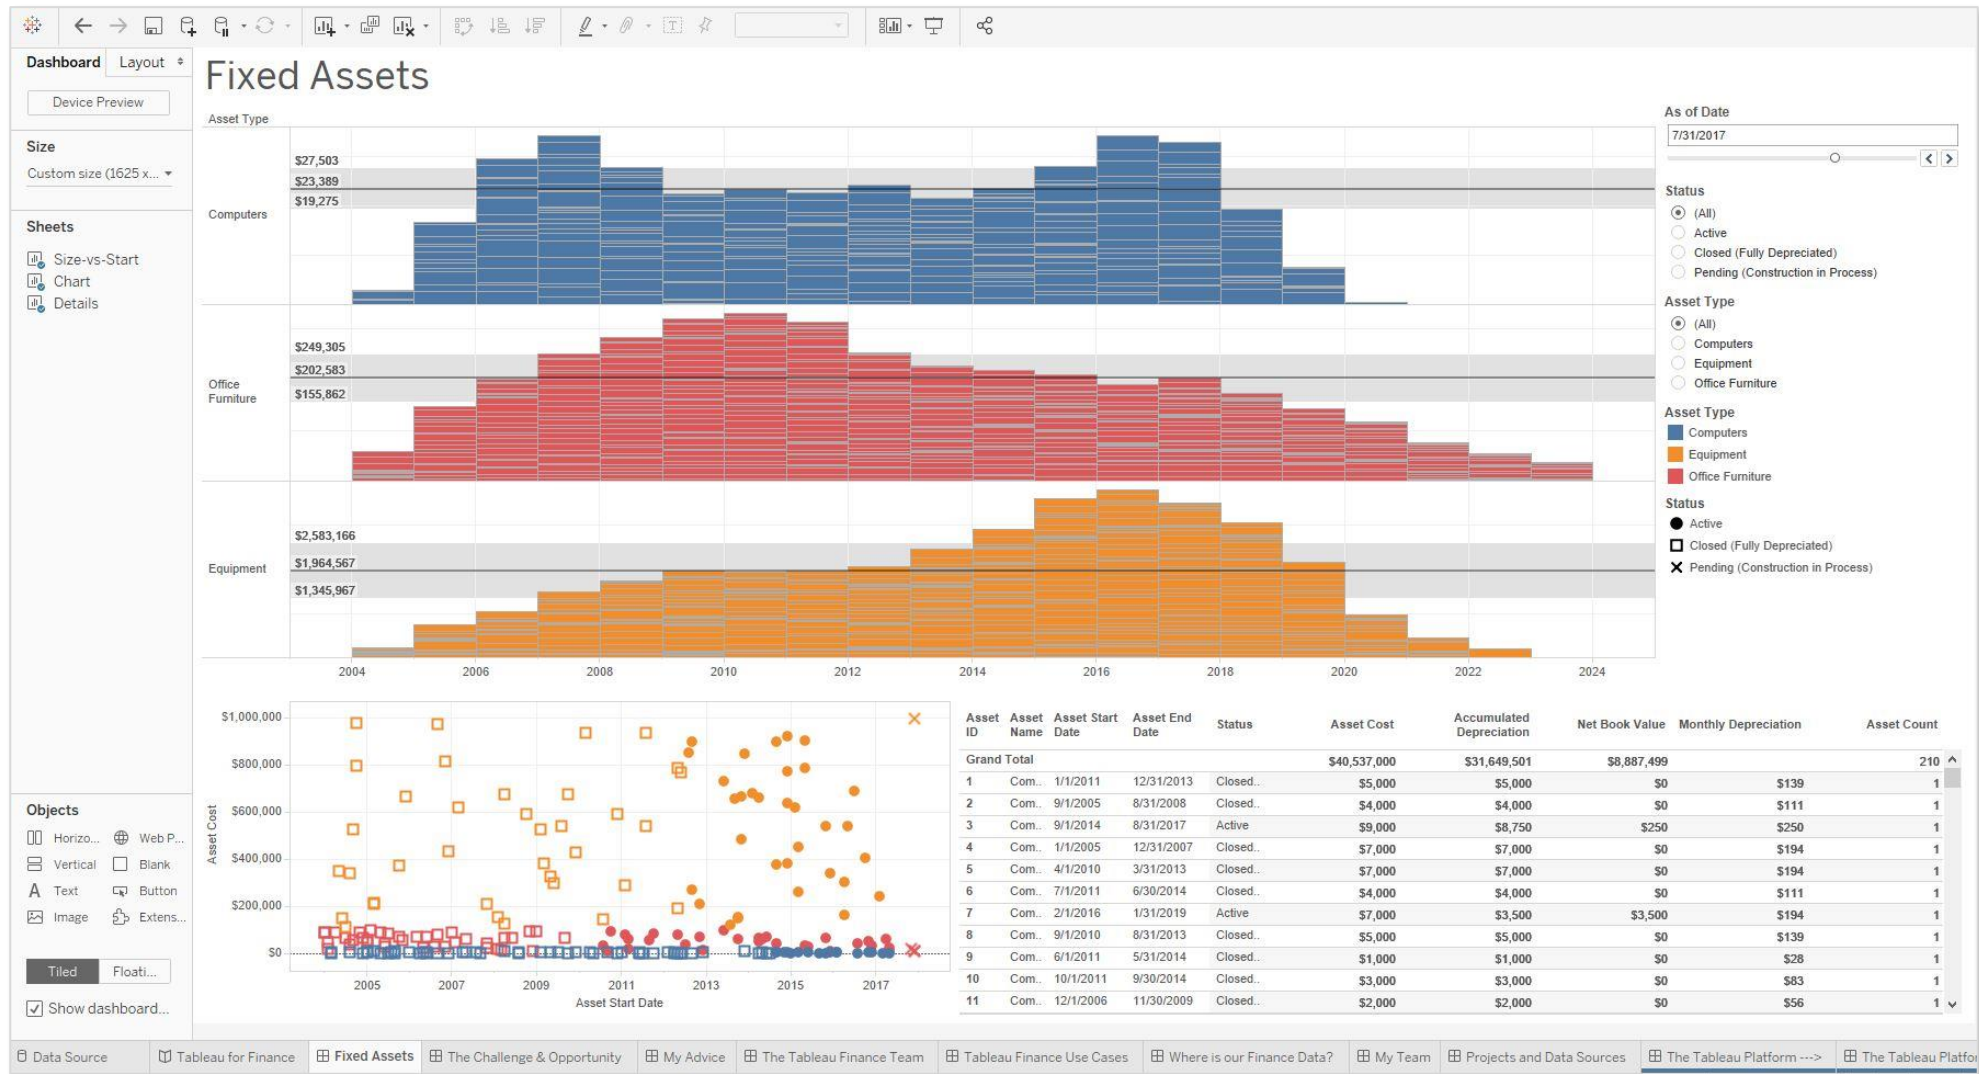 Dashboard
Layout
Device Preview
Size
Custom size (1625 x...
Sheets
Size-vs-Start
Chart
Details
Objects
Horizo...
Web P...
Vertical
Blank
Text
Button
Image
Extens...
Tiled
Floati...
Show dashboard...
Fixed Assets
Asset Type
Computers
$27,503
$23,389
$19,275
Office
Furniture
$249,305
$202,583
$155,862
Equipment
$2,583,166
$1,964,567
$1,345,967
2004 2006 2008 2010 2012 2014 2016 2018 2020 2022 2024
As of Date
7/31/2017
Status
(All)
Active
Closed (Fully Depreciated)
Pending (Construction in Process)
Asset Type
(All)
Computers
Equipment
Office Furniture
Asset Type
Computers
Equipment
Office Furniture
Status
Active
Closed (Fully Depreciated)
Pending (Construction in Process)
Asset Cost
$1,000,000
$800,000
$600,000
$400,000
$200,000
$0
2005 2007 2009 2011 2013 2015 2017
Asset Start Date
Asset ID Asset Name Asset Start Date Asset End Date Status Asset Cost Accumulated Depreciation Net Book Value Monthly Depreciation Asset Count
Grand Total $40,537,000 $31,649,501 $8,887,499 210
1 Com.. 1/1/2011 12/31/2013 Closed.. $5,000 $5,000 $0 $139 1
2 Com.. 9/1/2005 8/31/2008 Closed.. $4,000 $4,000 $0 $111 1
3 Com.. 9/1/2014 8/31/2017 Active $9,000 $8,750 $250 $250 1
4 Com.. 1/1/2005 12/31/2007 Closed.. $7,000 $7,000 $0 $194 1
5 Com.. 4/1/2010 3/31/2013 Closed.. $7,000 $7,000 $0 $194 1
6 Com.. 7/1/2011 6/30/2014 Closed.. $4,000 $4,000 $0 $111 1
7 Com.. 2/1/2016 1/31/2019 Active $7,000 $3,500 $3,500 $194 1
8 Com.. 9/1/2010 8/31/2013 Closed.. $5,000 $5,000 $0 $139 1
9 Com.. 6/1/2011 5/31/2014 Closed.. $1,000 $1,000 $0 $28 1
10 Com.. 10/1/2011 9/30/2014 Closed.. $3,000 $3,000 $0 $83 1
11 Com.. 12/1/2006 11/30/2009 Closed.. $2,000 $2,000 $0 $56 1
Data Source
Tableau for Finance
Fixed Assets
The Challenge & Opportunity
My Advice
The Tableau Finance Team
Tableau Finance Use Cases
Where is our Finance Data?
My Team
Projects and Data Sources
The Tableau Platform --->
The Tableau Platfor